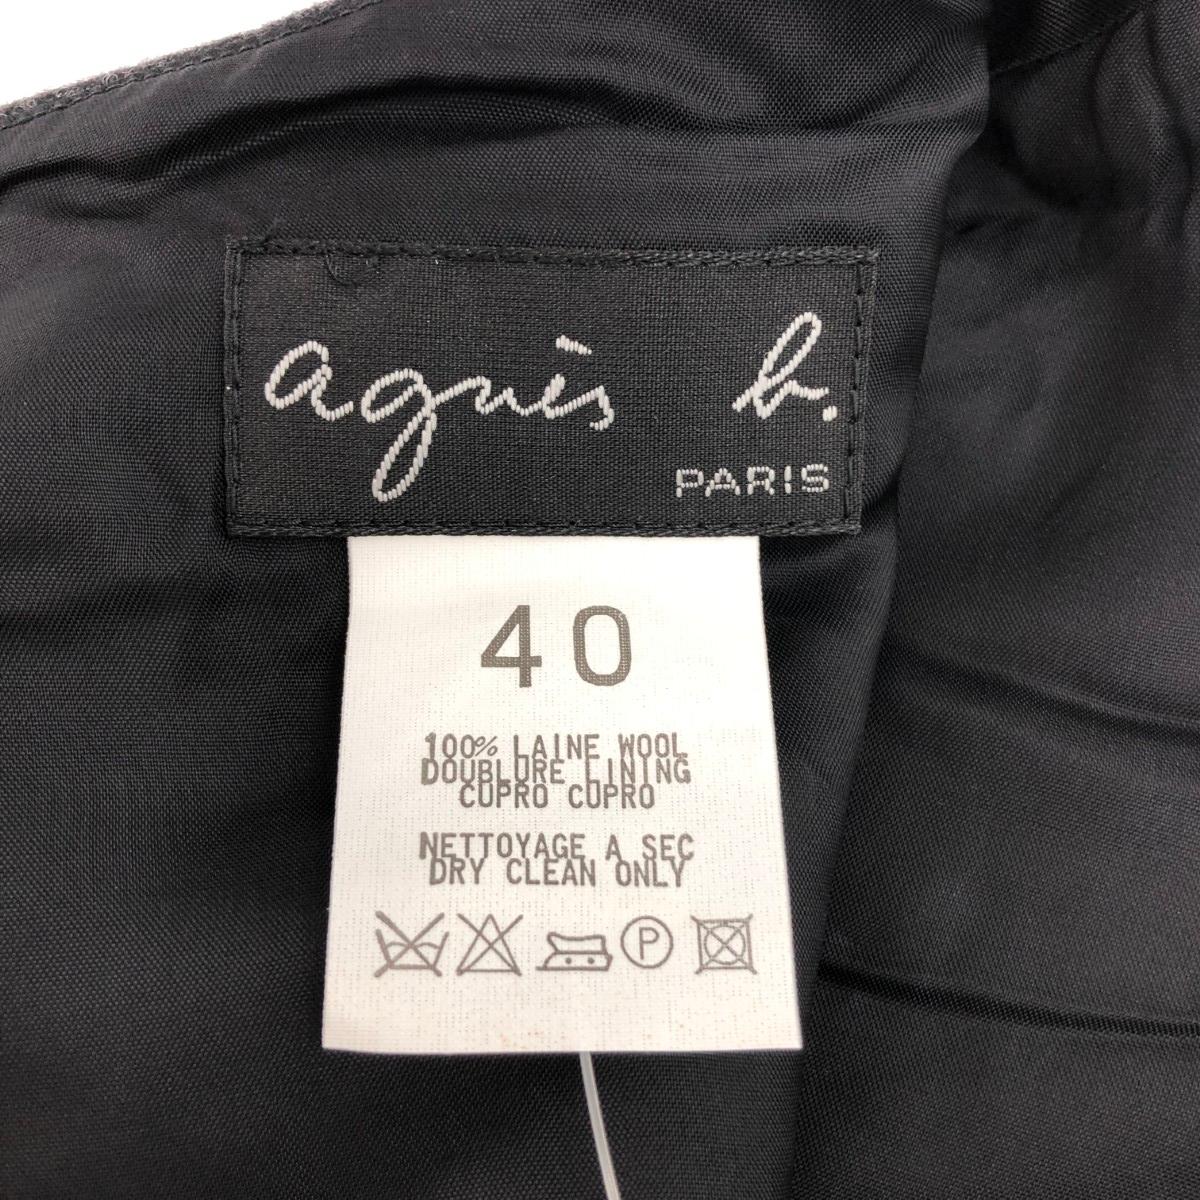 agnès b.
PARIS
40
100% LAINE WOOL
DOUBLURE LINING
CUPRO CUPRO
NETTOYAGE A SEC
DRY CLEAN ONLY
P